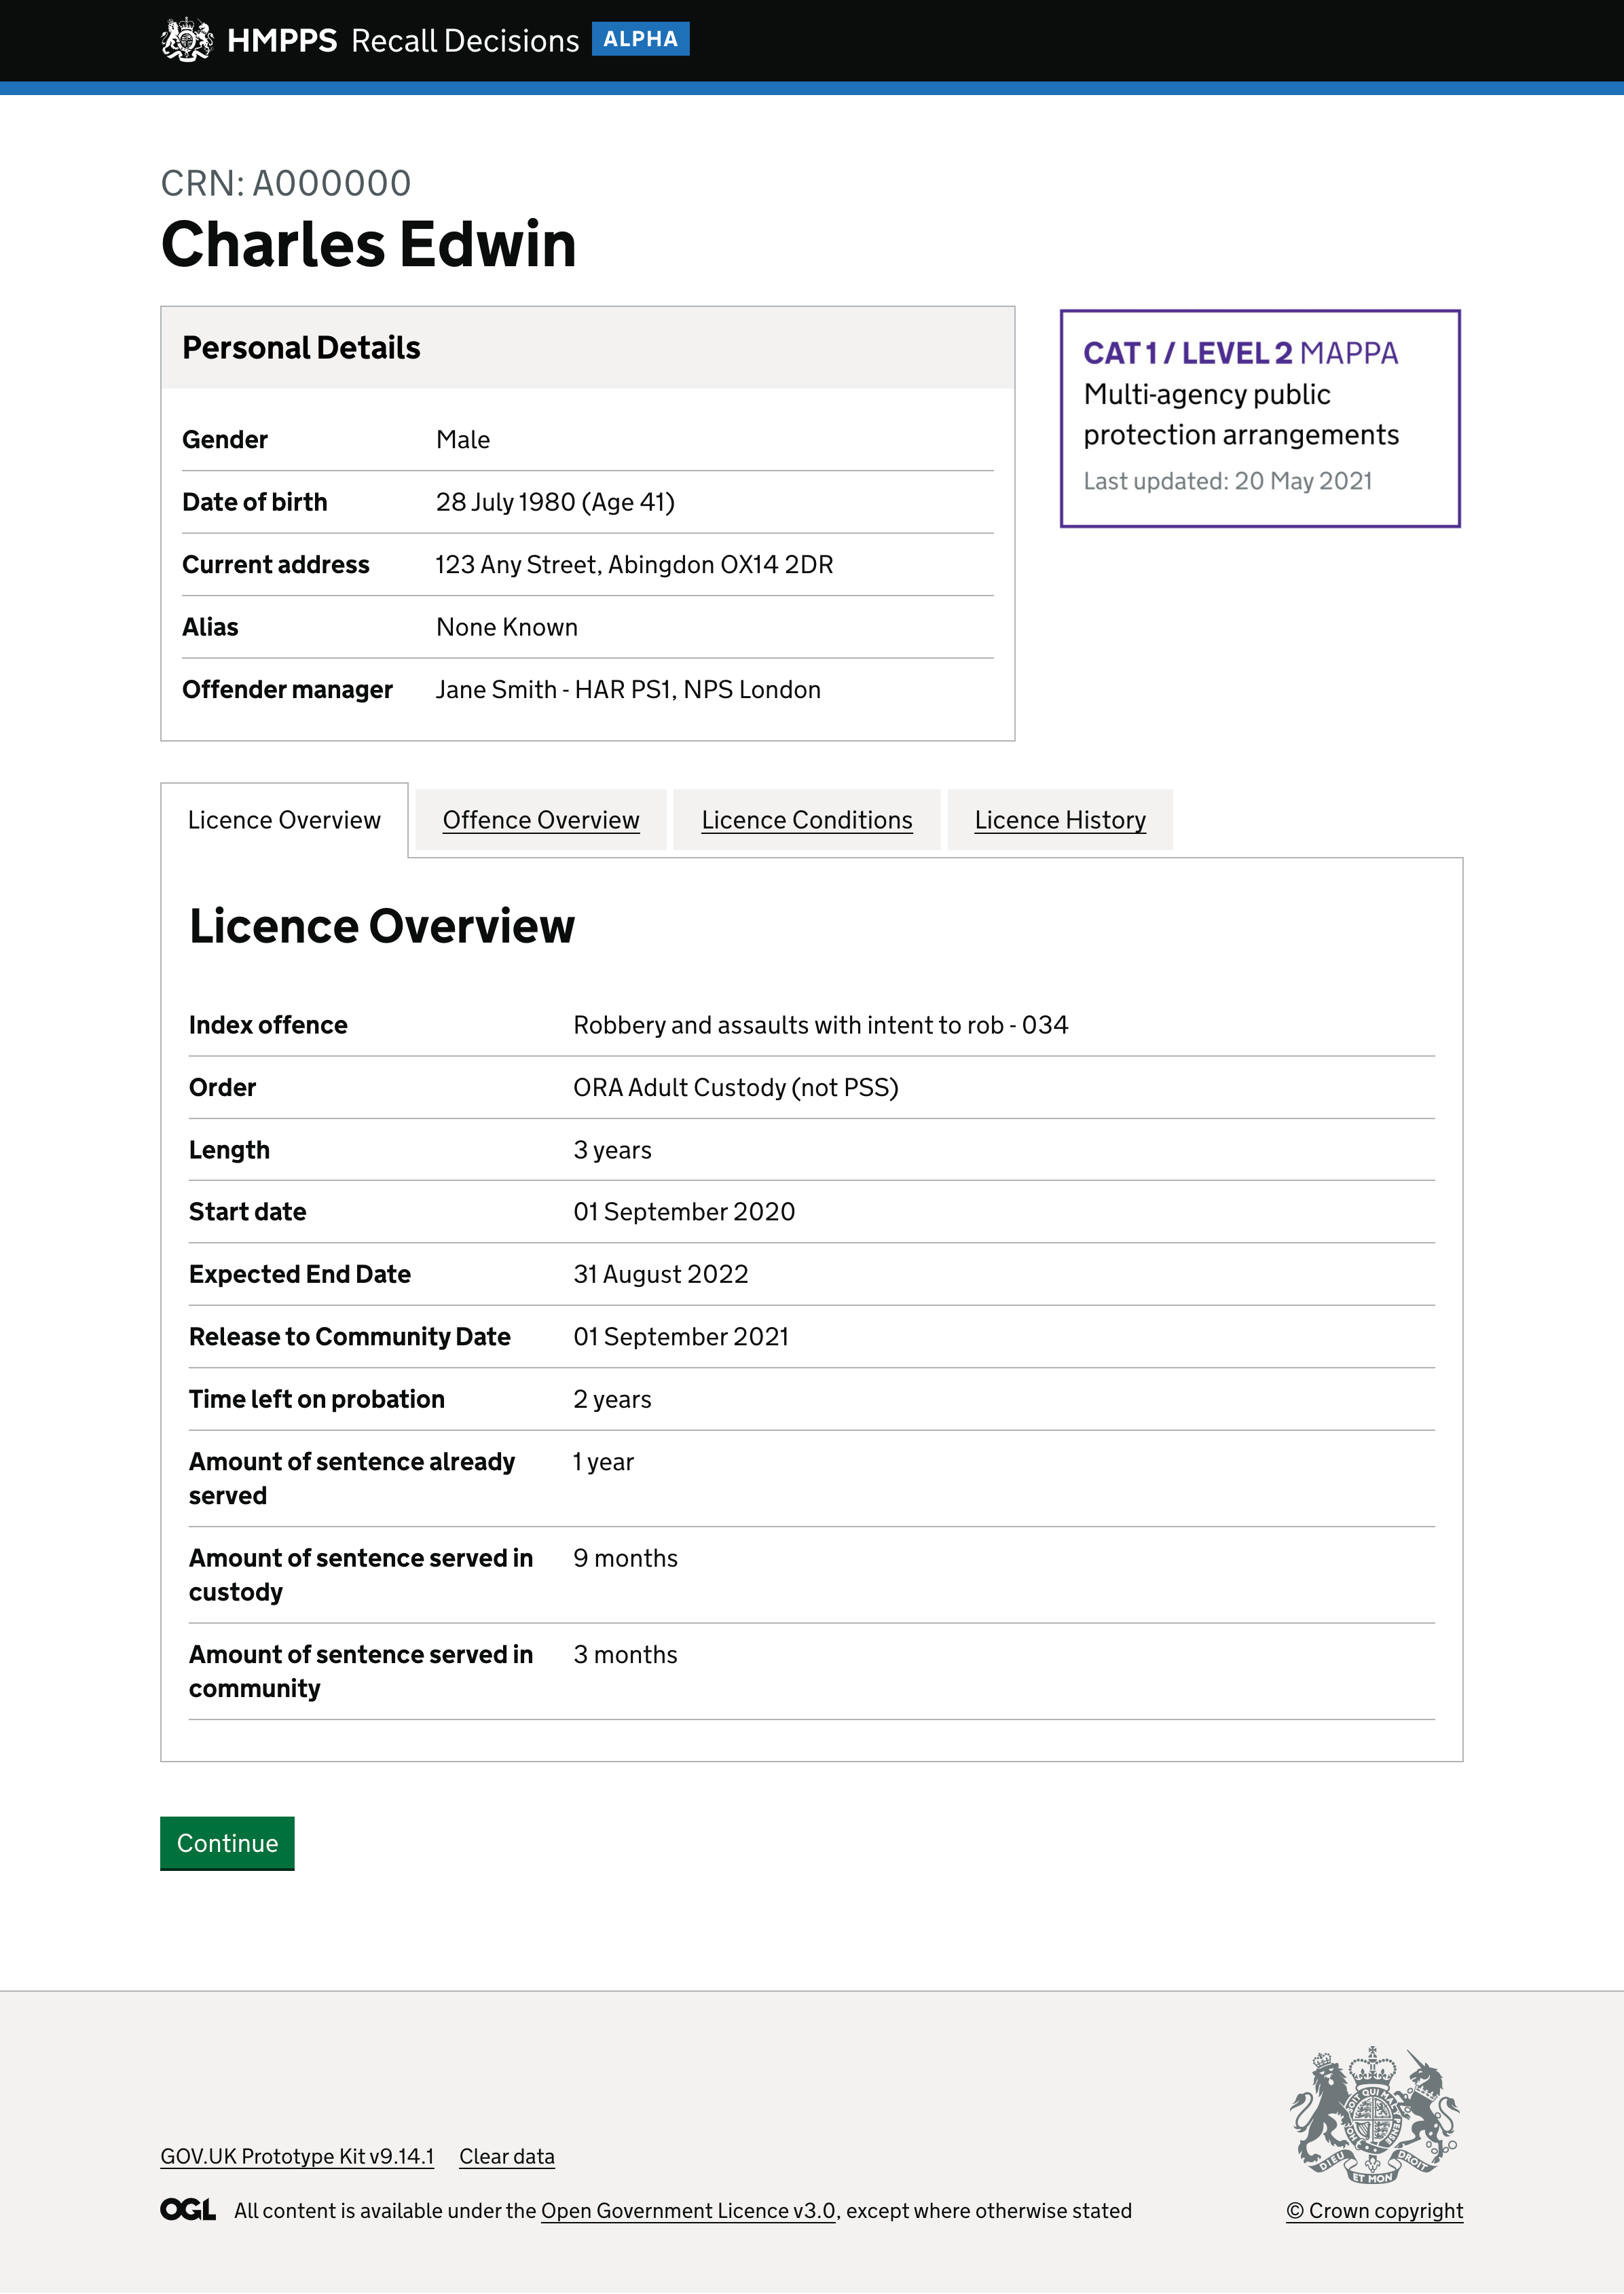 HMPPS Recall Decisions ALPHA
CRN: A000000
Charles Edwin
Personal Details
Gender Male
Date of birth 28 July 1980 (Age 41)
Current address 123 Any Street, Abingdon OX14 2DR
Alias None Known
Offender manager Jane Smith - HAR PS1, NPS London
CAT 1 / LEVEL 2 MAPPA
Multi-agency public
protection arrangements
Last updated: 20 May 2021
Licence Overview Offence Overview Licence Conditions Licence History
Licence Overview
Index offence Robbery and assaults with intent to rob - 034
Order ORA Adult Custody (not PSS)
Length 3 years
Start date 01 September 2020
Expected End Date 31 August 2022
Release to Community Date 01 September 2021
Time left on probation 2 years
Amount of sentence already 1 year
served
Amount of sentence served in 9 months
custody
Amount of sentence served in 3 months
community
Continue
GOV.UK Prototype Kit v9.14.1 Clear data
OGL All content is available under the Open Government Licence v3.0, except where otherwise stated
DIEU ET MON DROIT
© Crown copyright